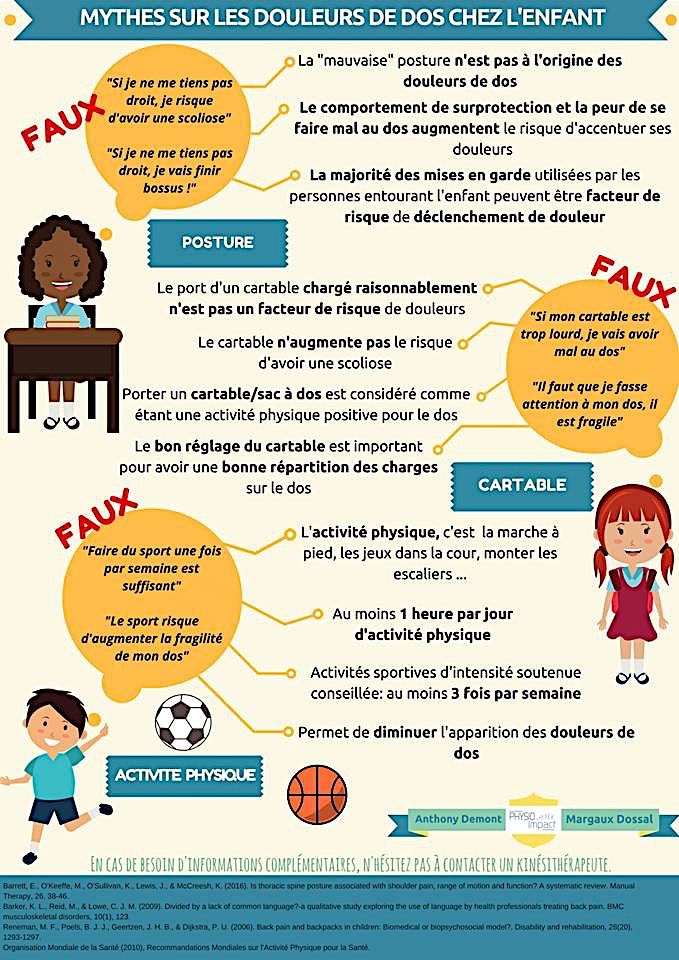 MYTHES SUR LES DOULEURS DE DOS CHEZ L'ENFANT
FAUX
"Si je ne me tiens pas
droit, je risque
d'avoir une scoliose"
"Si je ne me tiens pas
droit, je vais finir
bossus !"
La "mauvaise" posture n'est pas à l'origine des
douleurs de dos
Le comportement de surprotection et la peur de se
faire mal au dos augmentent le risque d'accentuer ses
douleurs
La majorité des mises en garde utilisées par les
personnes entourant l'enfant peuvent être facteur de
risque de déclenchement de douleur
POSTURE
Le port d'un cartable chargé raisonnablement
n'est pas un facteur de risque de douleurs
Le cartable n'augmente pas le risque
d'avoir une scoliose
Porter un cartable/sac à dos est considéré comme
étant une activité physique positive pour le dos
Le bon réglage du cartable est important
pour avoir une bonne répartition des charges
sur le dos
FAUX
"Si mon cartable est
trop lourd, je vais avoir
mal au dos"
"Il faut que je fasse
attention à mon dos, il
est fragile"
CARTABLE
FAUX
"Faire du sport une fois
par semaine est
suffisant"
"Le sport risque
d'augmenter la fragilité
de mon dos"
L'activité physique, c'est la marche à
pied, les jeux dans la cour, monter les
escaliers ...
Au moins 1 heure par jour
d'activité physique
Activités sportives d'intensité soutenue
conseillée: au moins 3 fois par semaine
Permet de diminuer l'apparition des douleurs de
dos
ACTIVITE PHYSIQUE
Anthony Demont
PHYSIO
Impact
Margaux Dossal
EN CAS DE BESOIN D'INFORMATIONS COMPLÉMENTAIRES, N'HÉSITEZ PAS À CONTACTER UN KINÉSITHÉRAPEUTE.
Barrett, E., O'Keeffe, M., O'Sullivan, K., Lewis, J., & McCreesh, K. (2016). Is thoracic spine posture associated with shoulder pain, range of motion and function? A systematic review. Manual
Therapy, 26, 38-46.
Barker, K. L., Reid, M., & Lowe, C. J. M. (2009). Divided by a lack of common language?-a qualitative study exploring the use of language by health professionals treating back pain. BMC
musculoskeletal disorders, 10(1), 123.
Reneman, M. F., Poels, B. J. J., Geertzen, J. H. B., & Dijkstra, P. U. (2006). Back pain and backpacks in children: Biomedical or biopsychosocial model?. Disability and rehabilitation, 28(20),
1293-1297.
Organisation Mondiale de la Santé (2010), Recommandations Mondiales sur l'Activité Physique pour la Santé.